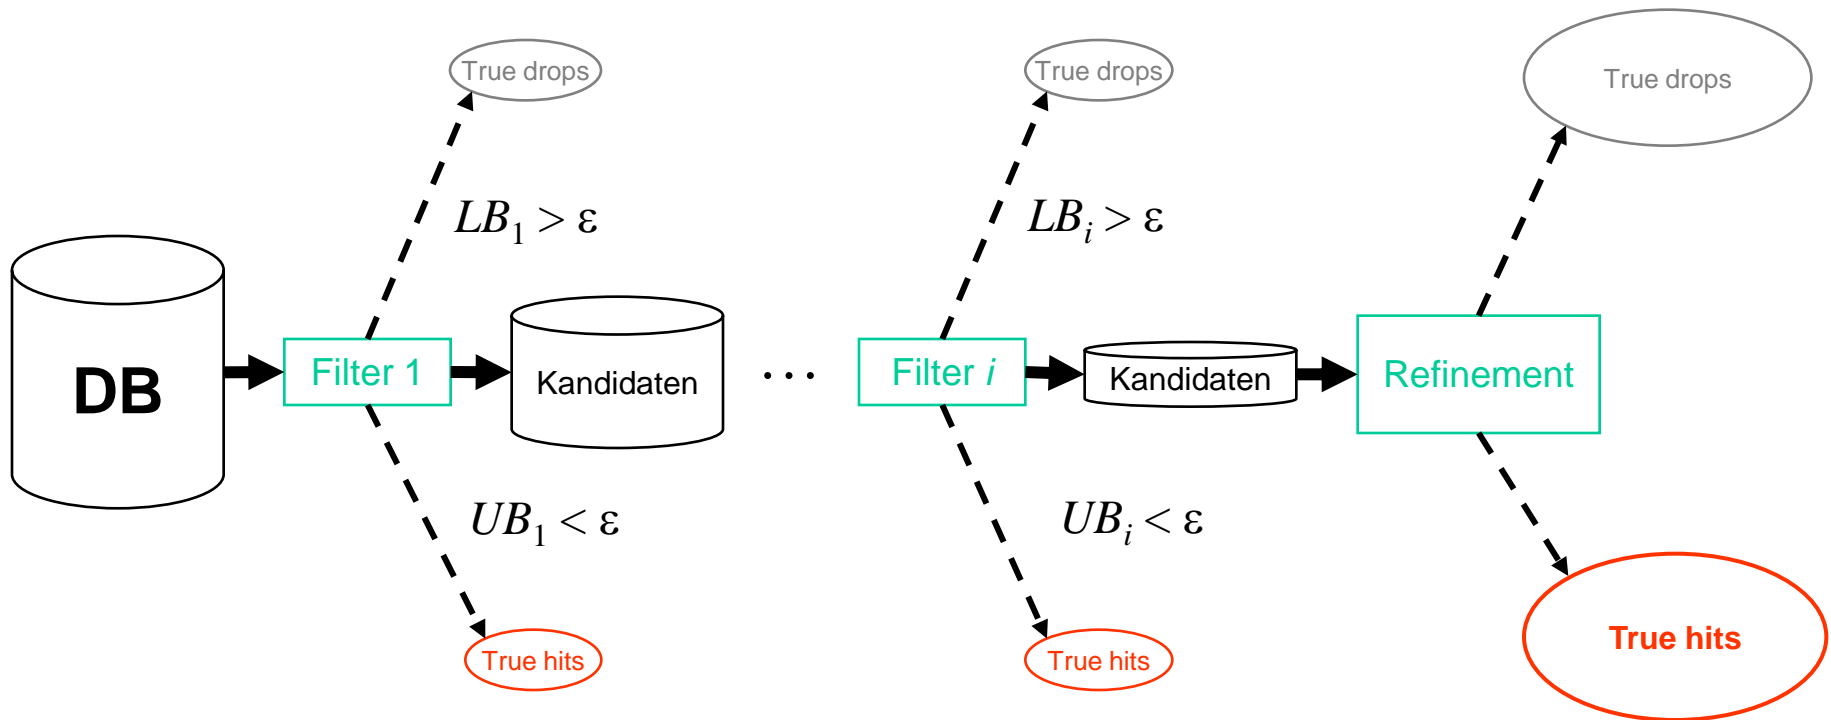 True drops
True drops
True drops
LB₁ > ε
LBᵢ > ε
DB
Filter 1
Kandidaten
...
Filter i
Kandidaten
Refinement
UB₁ < ε
UBᵢ < ε
True hits
True hits
True hits